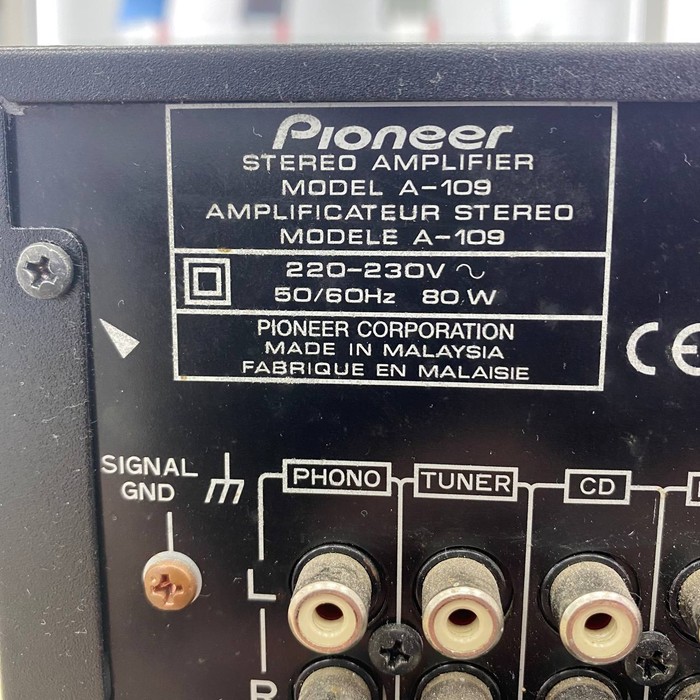 Pioneer
STEREO AMPLIFIER
MODEL A-109
AMPLIFICATEUR STEREO
MODELE A-109
220-230V ~
50/60Hz 80 W
PIONEER CORPORATION
MADE IN MALAYSIA
FABRIQUE EN MALAISIE
CE
SIGNAL
GND
PHONO
TUNER
CD
L
R